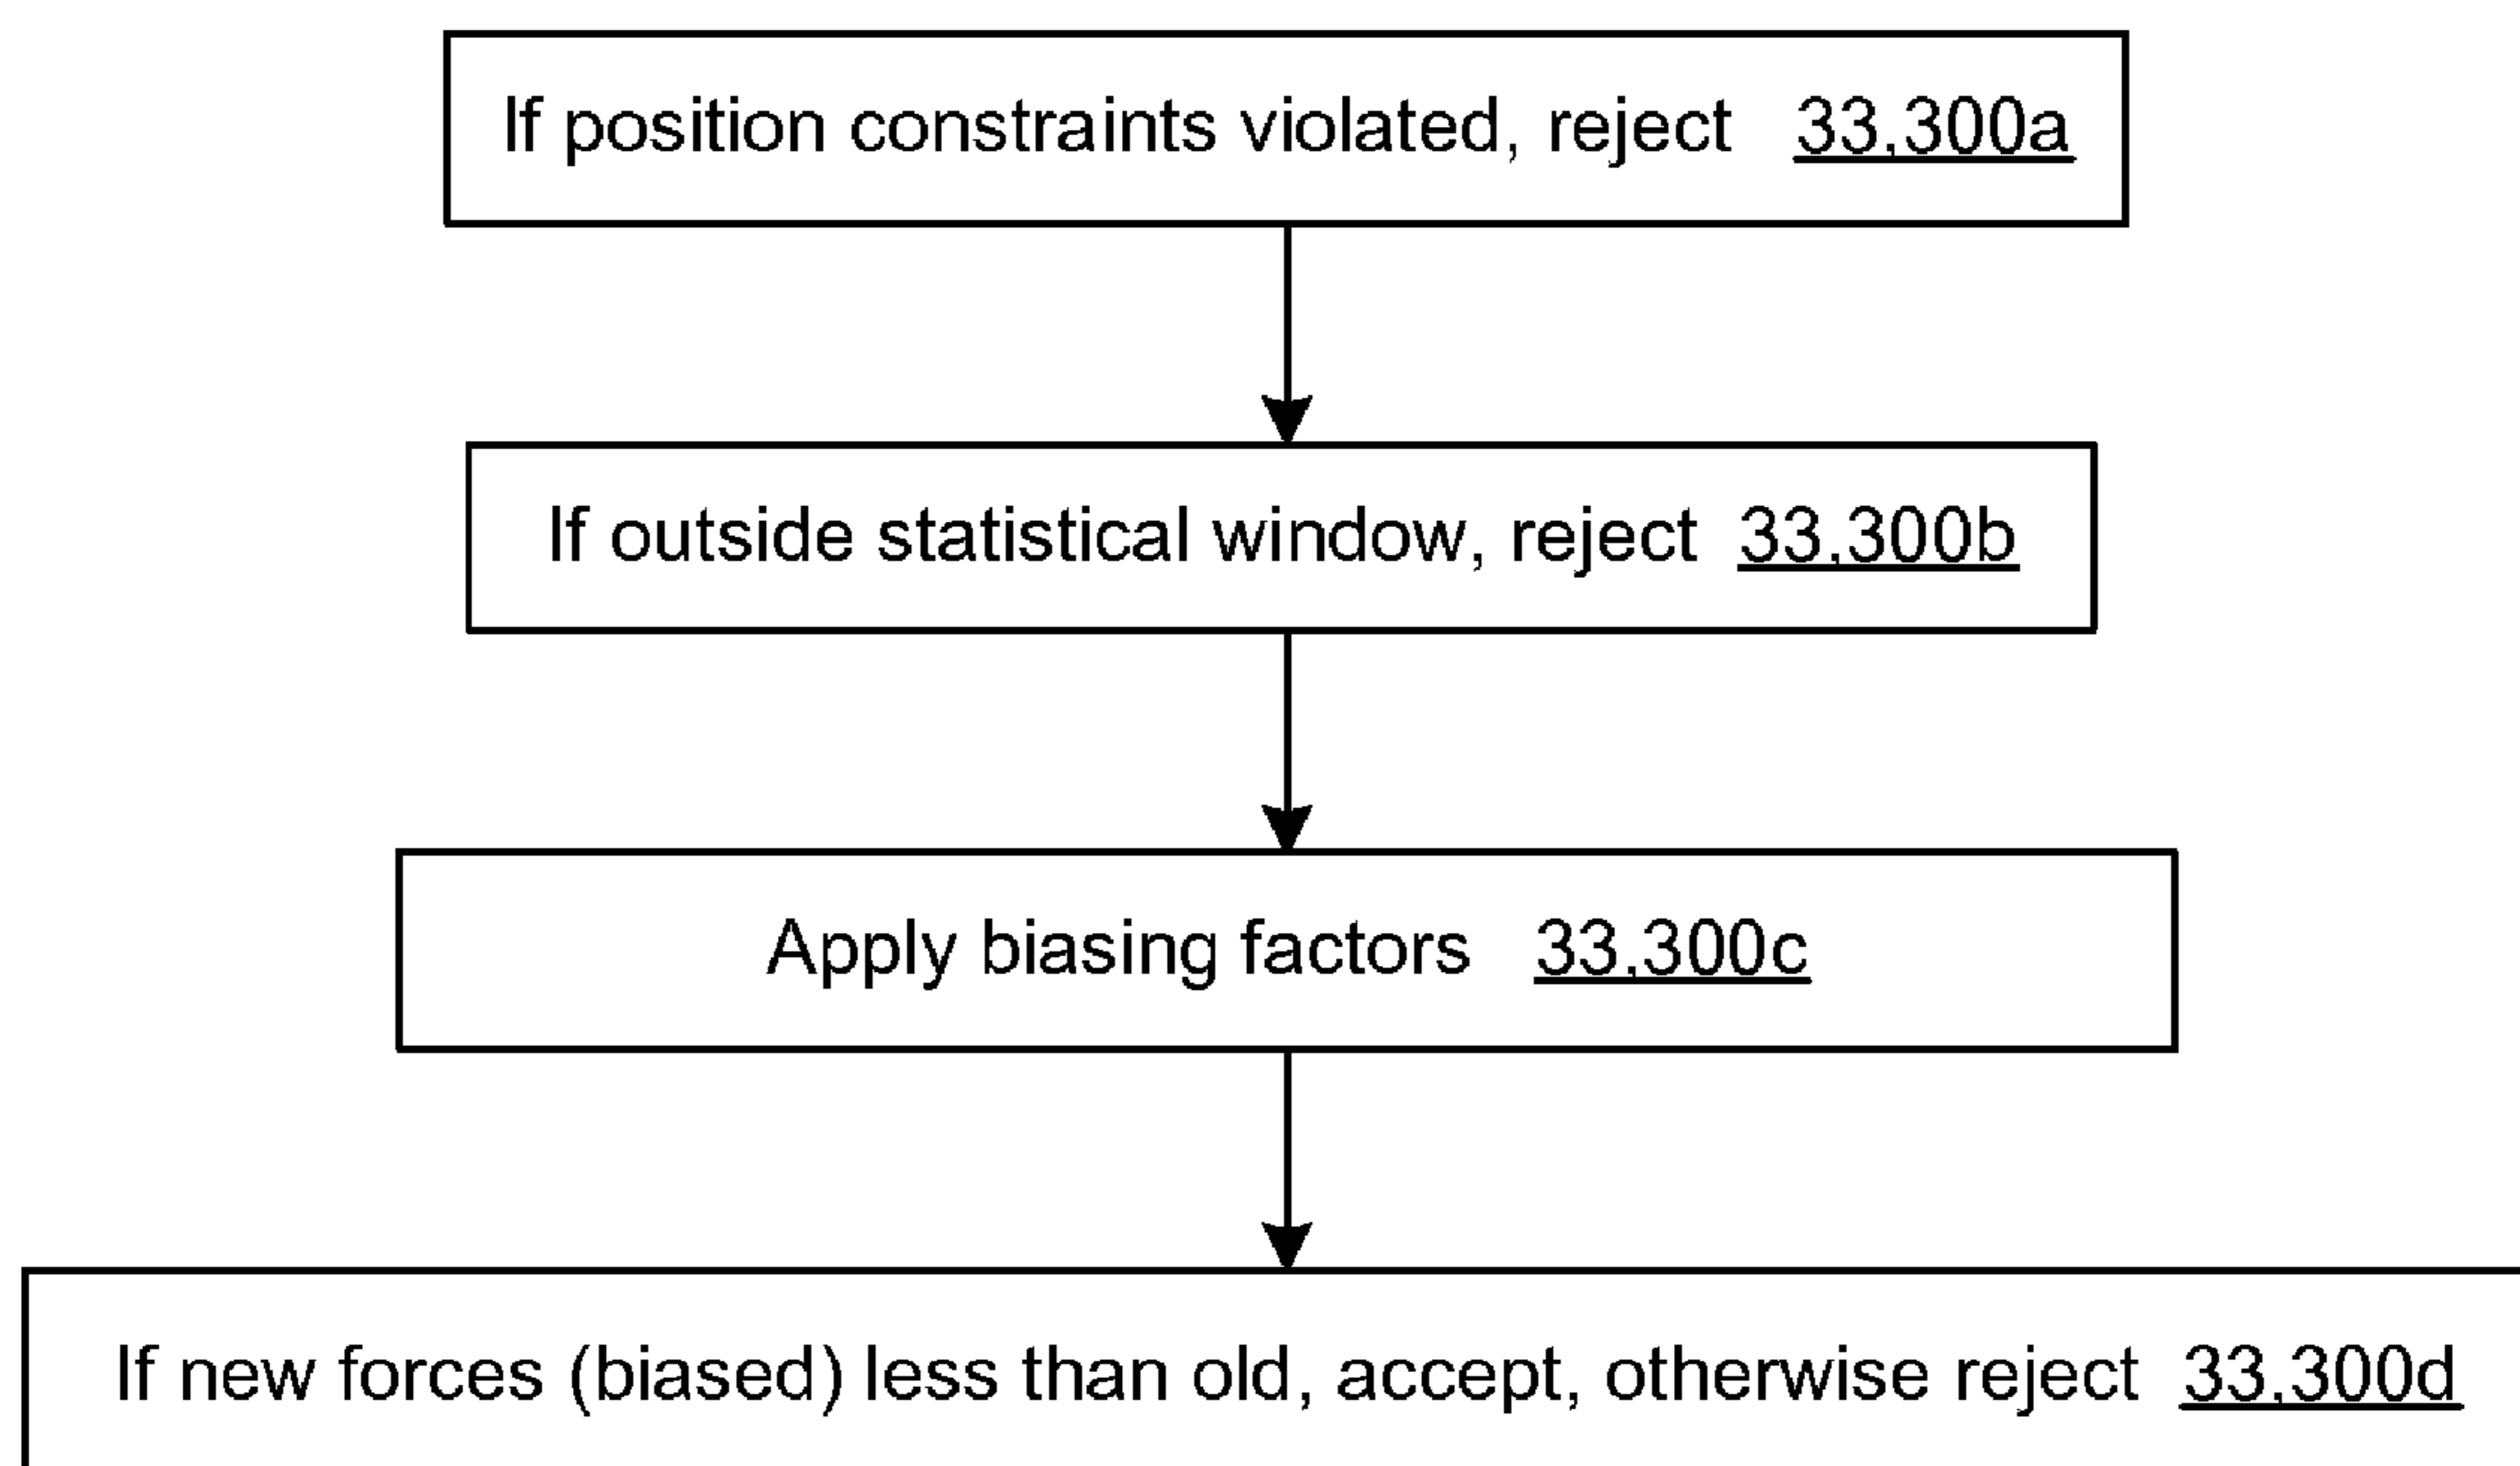 If position constraints violated, reject 33,300a
If outside statistical window, reject 33,300b
Apply biasing factors 33,300c
If new forces (biased) less than old, accept, otherwise reject 33,300d